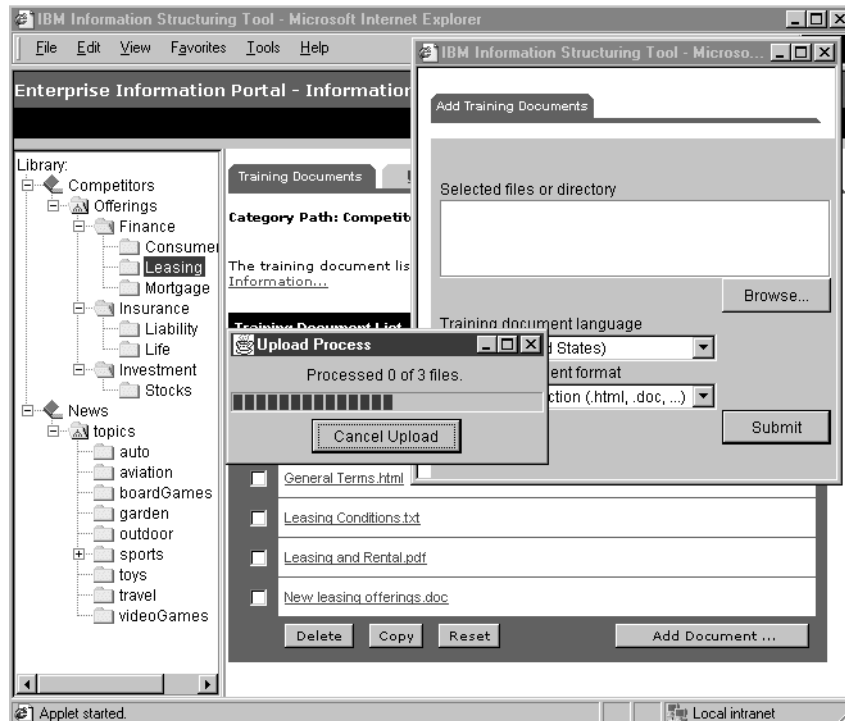 IBM Information Structuring Tool - Microsoft Internet Explorer
File Edit View Favorites Tools Help
Enterprise Information Portal - Information
Library:
Competitors
Offerings
Finance
Consumer
Leasing
Mortgage
Insurance
Liability
Life
Investment
Stocks
News
topics
auto
aviation
boardGames
garden
outdoor
sports
toys
travel
videoGames
Training Documents
Category Path: Competit
The training document lis
Information...
Training Document List
General Terms.html
Leasing Conditions.txt
Leasing and Rental.pdf
New leasing offerings.doc
Delete Copy Reset Add Document ...
IBM Information Structuring Tool - Microso...
Add Training Documents
Selected files or directory
Browse...
Training document language
States)
ent format
ction (.html, .doc, ...)
Submit
Upload Process
Processed 0 of 3 files.
Cancel Upload
Applet started.
Local intranet